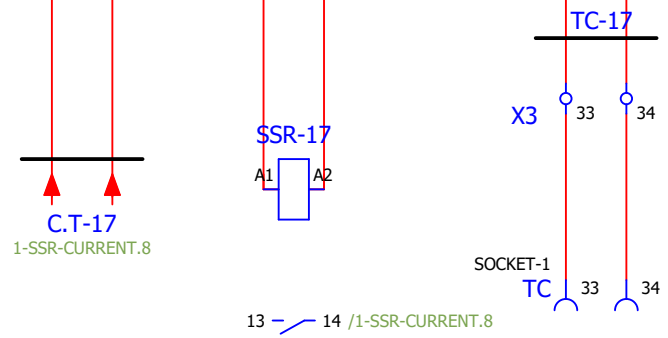 TC-17
X3
33
34
SSR-17
A1
A2
C.T-17
1-SSR-CURRENT.8
SOCKET-1
TC
33
34
13
14 /1-SSR-CURRENT.8